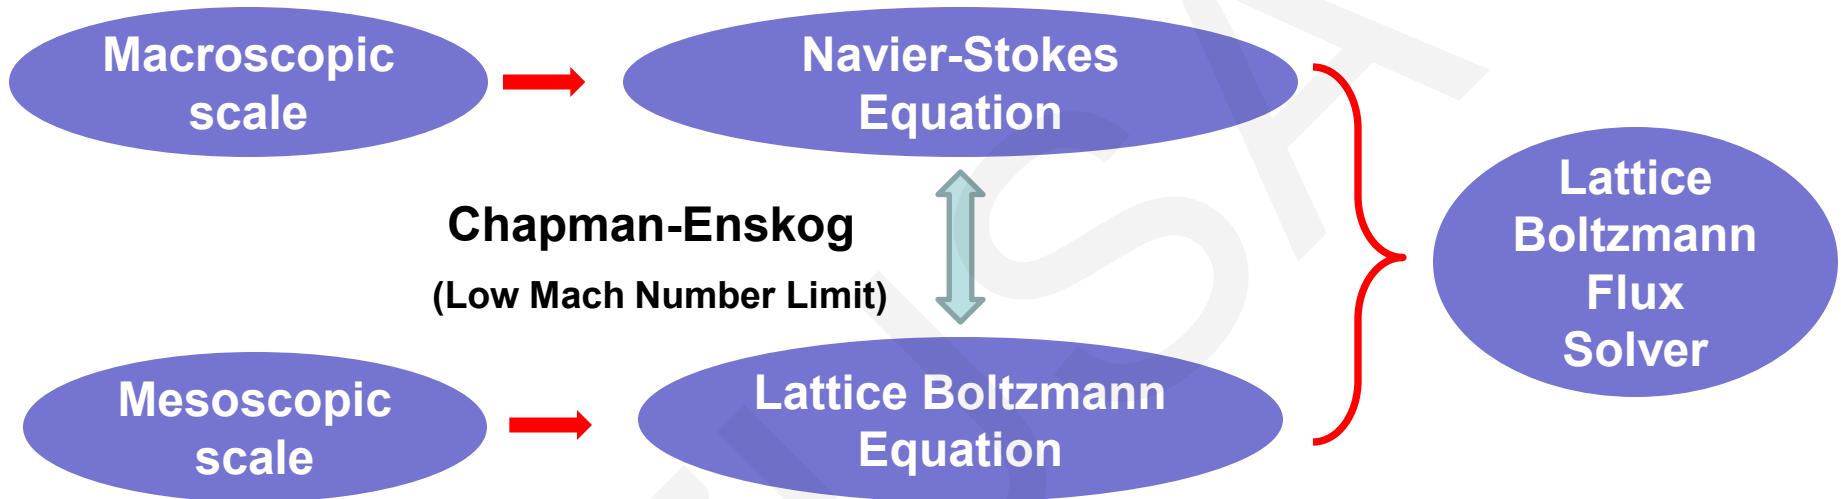 Macroscopic
scale
Navier-Stokes
Equation
Chapman-Enskog
(Low Mach Number Limit)
Mesoscopic
scale
Lattice Boltzmann
Equation
Lattice
Boltzmann
Flux
Solver